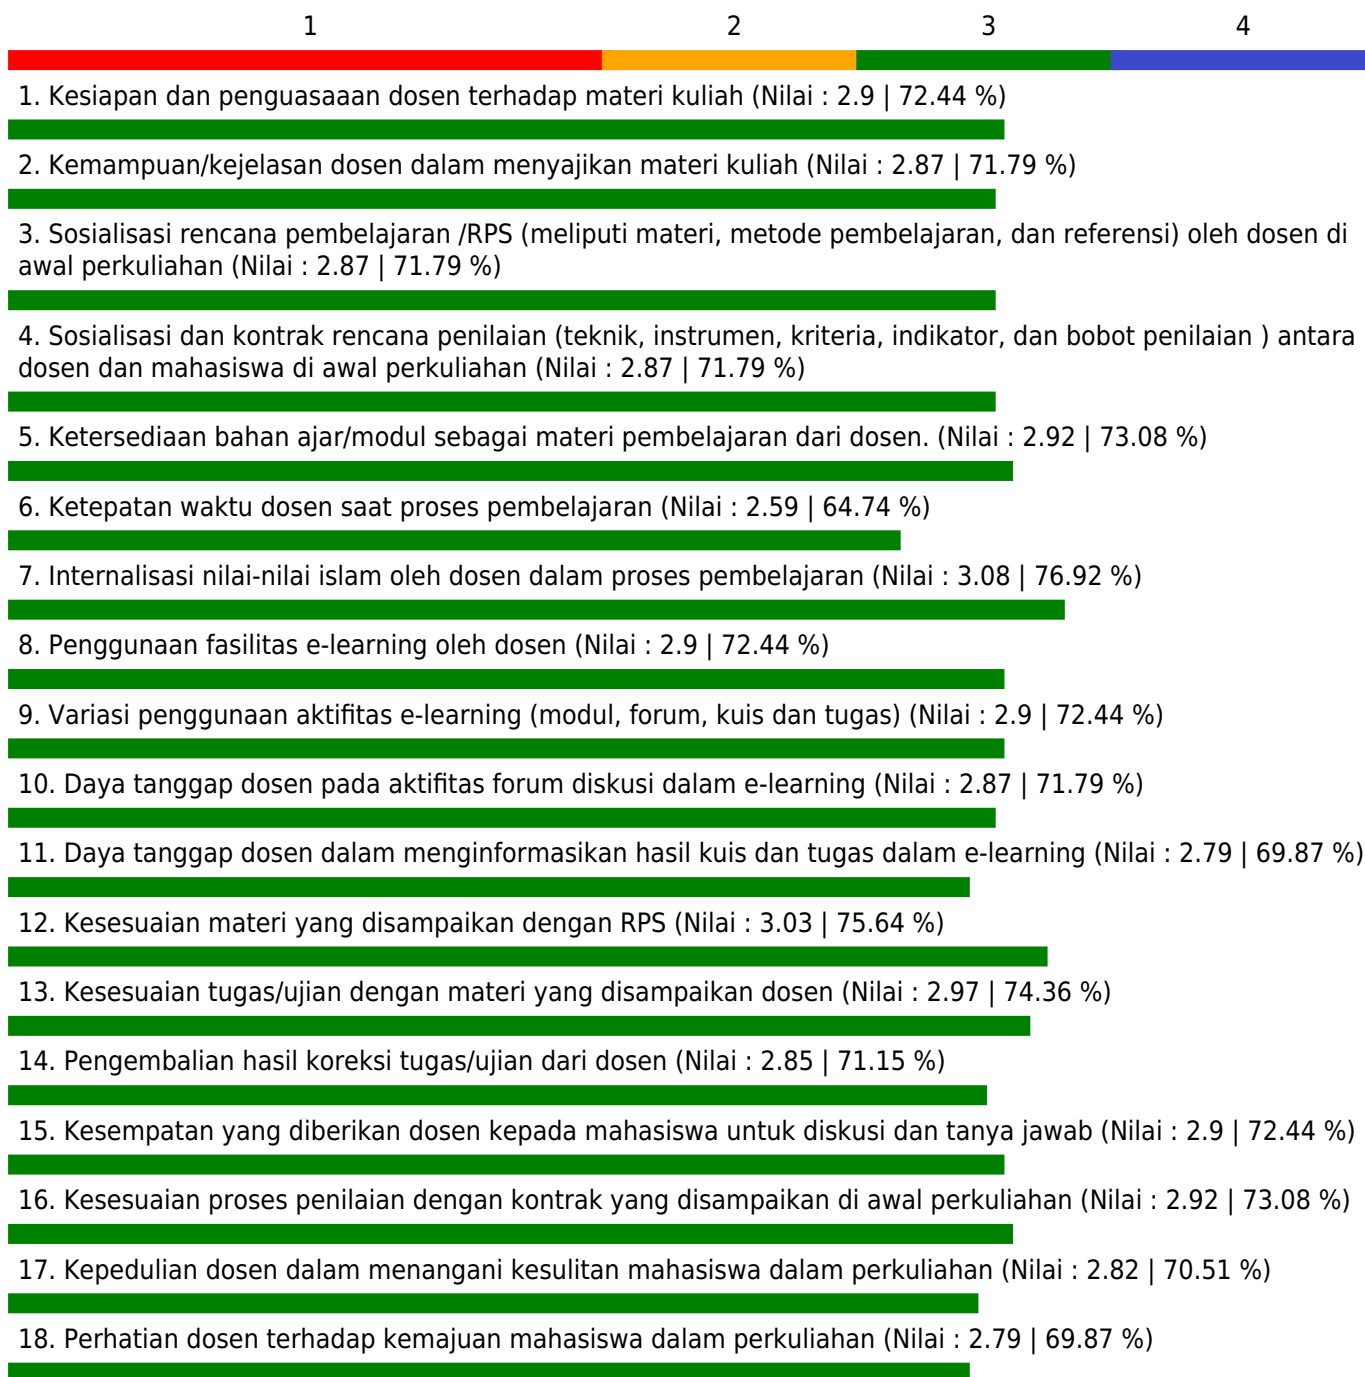 1 2 3 4
1. Kesiapan dan penguasaaan dosen terhadap materi kuliah (Nilai : 2.9 | 72.44 %)
2. Kemampuan/kejelasan dosen dalam menyajikan materi kuliah (Nilai : 2.87 | 71.79 %)
3. Sosialisasi rencana pembelajaran /RPS (meliputi materi, metode pembelajaran, dan referensi) oleh dosen di
awal perkuliahan (Nilai : 2.87 | 71.79 %)
4. Sosialisasi dan kontrak rencana penilaian (teknik, instrumen, kriteria, indikator, dan bobot penilaian ) antara
dosen dan mahasiswa di awal perkuliahan (Nilai : 2.87 | 71.79 %)
5. Ketersediaan bahan ajar/modul sebagai materi pembelajaran dari dosen. (Nilai : 2.92 | 73.08 %)
6. Ketepatan waktu dosen saat proses pembelajaran (Nilai : 2.59 | 64.74 %)
7. Internalisasi nilai-nilai islam oleh dosen dalam proses pembelajaran (Nilai : 3.08 | 76.92 %)
8. Penggunaan fasilitas e-learning oleh dosen (Nilai : 2.9 | 72.44 %)
9. Variasi penggunaan aktifitas e-learning (modul, forum, kuis dan tugas) (Nilai : 2.9 | 72.44 %)
10. Daya tanggap dosen pada aktifitas forum diskusi dalam e-learning (Nilai : 2.87 | 71.79 %)
11. Daya tanggap dosen dalam menginformasikan hasil kuis dan tugas dalam e-learning (Nilai : 2.79 | 69.87 %)
12. Kesesuaian materi yang disampaikan dengan RPS (Nilai : 3.03 | 75.64 %)
13. Kesesuaian tugas/ujian dengan materi yang disampaikan dosen (Nilai : 2.97 | 74.36 %)
14. Pengembalian hasil koreksi tugas/ujian dari dosen (Nilai : 2.85 | 71.15 %)
15. Kesempatan yang diberikan dosen kepada mahasiswa untuk diskusi dan tanya jawab (Nilai : 2.9 | 72.44 %)
16. Kesesuaian proses penilaian dengan kontrak yang disampaikan di awal perkuliahan (Nilai : 2.92 | 73.08 %)
17. Kepedulian dosen dalam menangani kesulitan mahasiswa dalam perkuliahan (Nilai : 2.82 | 70.51 %)
18. Perhatian dosen terhadap kemajuan mahasiswa dalam perkuliahan (Nilai : 2.79 | 69.87 %)